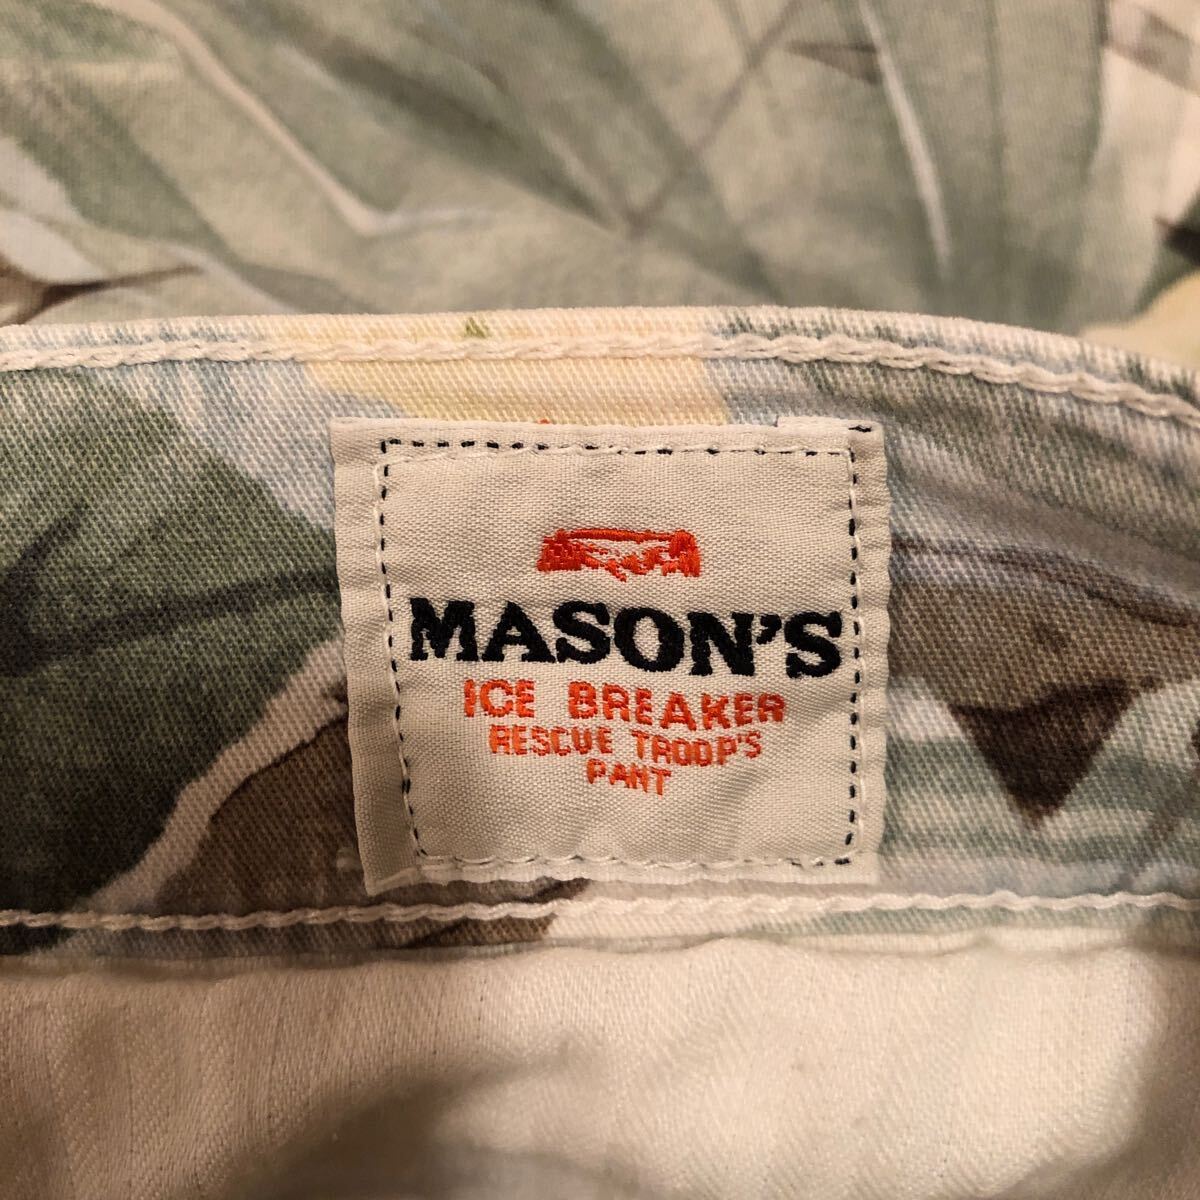 MASON'S
ICE BREAKER
RESCUE TROOP'S
PANT